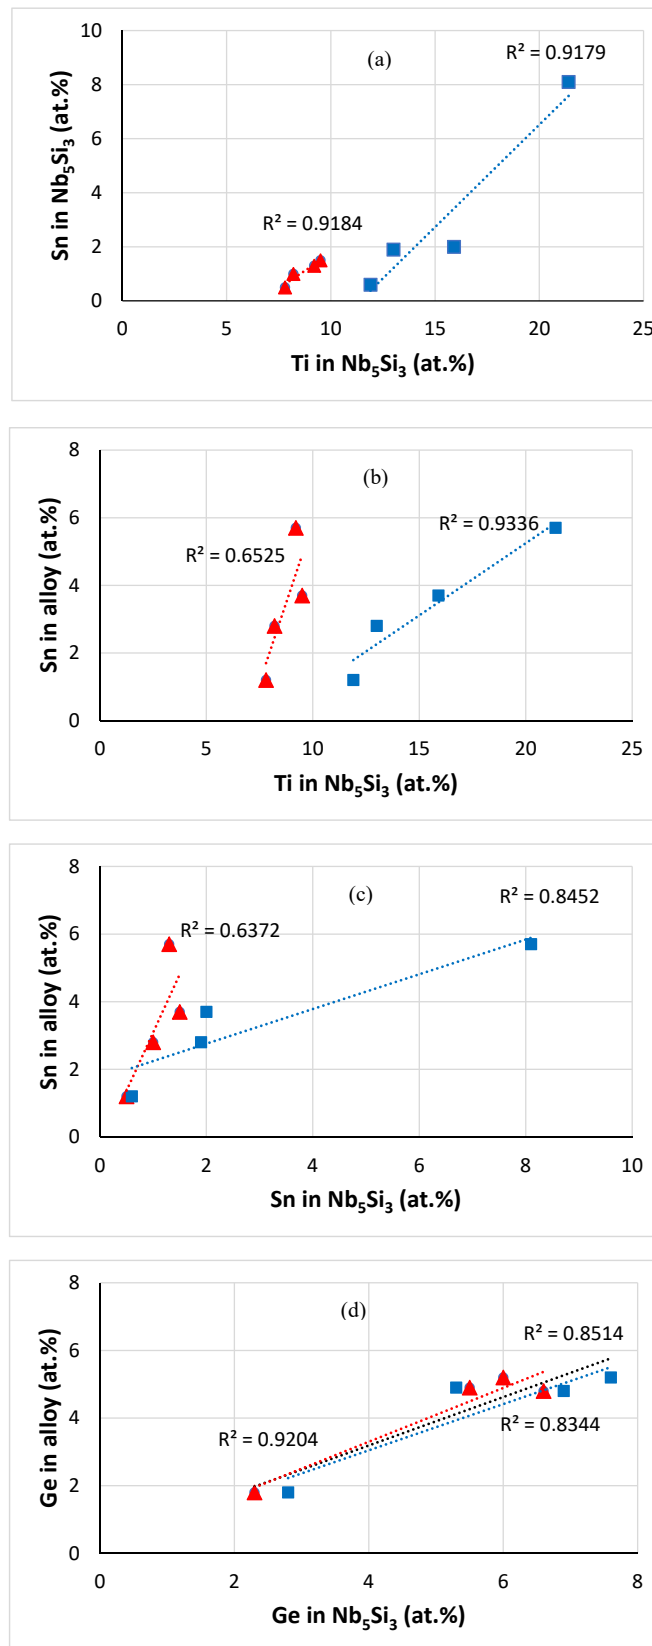 (a)
R² = 0.9179
R² = 0.9184
Sn in Nb₅Si₃ (at.%)
10
8
6
4
2
0
0 5 10 15 20 25
Ti in Nb₅Si₃ (at.%)
(b)
R² = 0.9336
R² = 0.6525
Sn in alloy (at.%)
8
6
4
2
0
0 5 10 15 20 25
Ti in Nb₅Si₃ (at.%)
(c)
R² = 0.8452
R² = 0.6372
Sn in alloy (at.%)
8
6
4
2
0
0 2 4 6 8 10
Sn in Nb₅Si₃ (at.%)
(d)
R² = 0.8514
R² = 0.8344
R² = 0.9204
Ge in alloy (at.%)
8
6
4
2
0
0 2 4 6 8
Ge in Nb₅Si₃ (at.%)